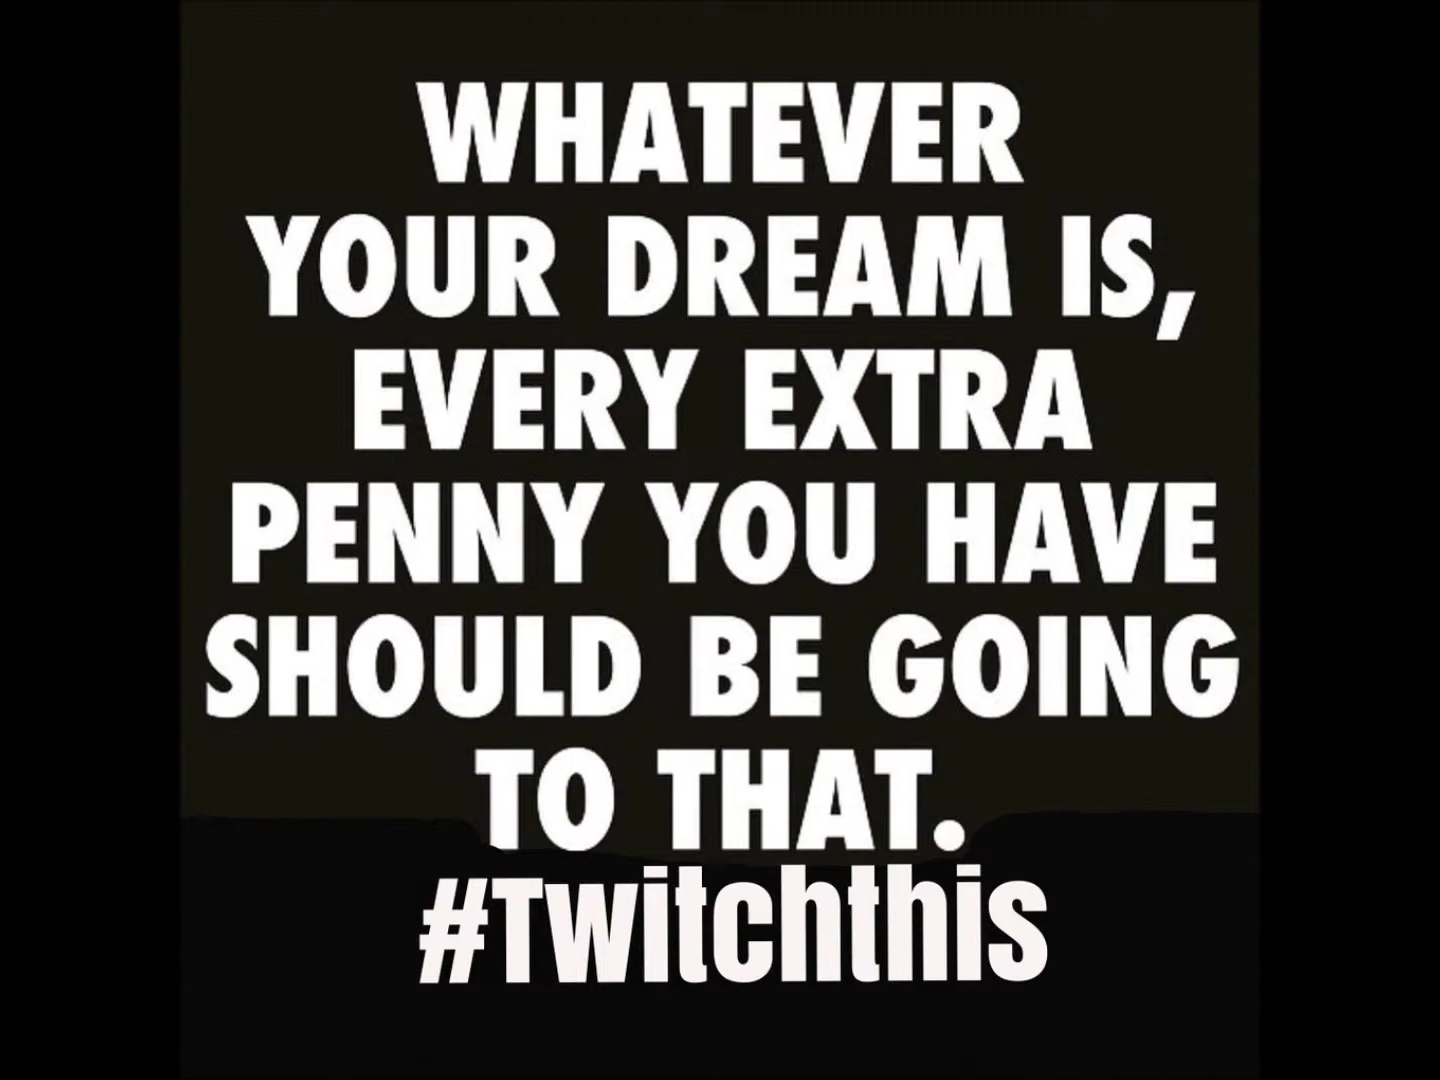 WHATEVER
YOUR DREAM IS,
EVERY EXTRA
PENNY YOU HAVE
SHOULD BE GOING
TO THAT.
#Twitchthis